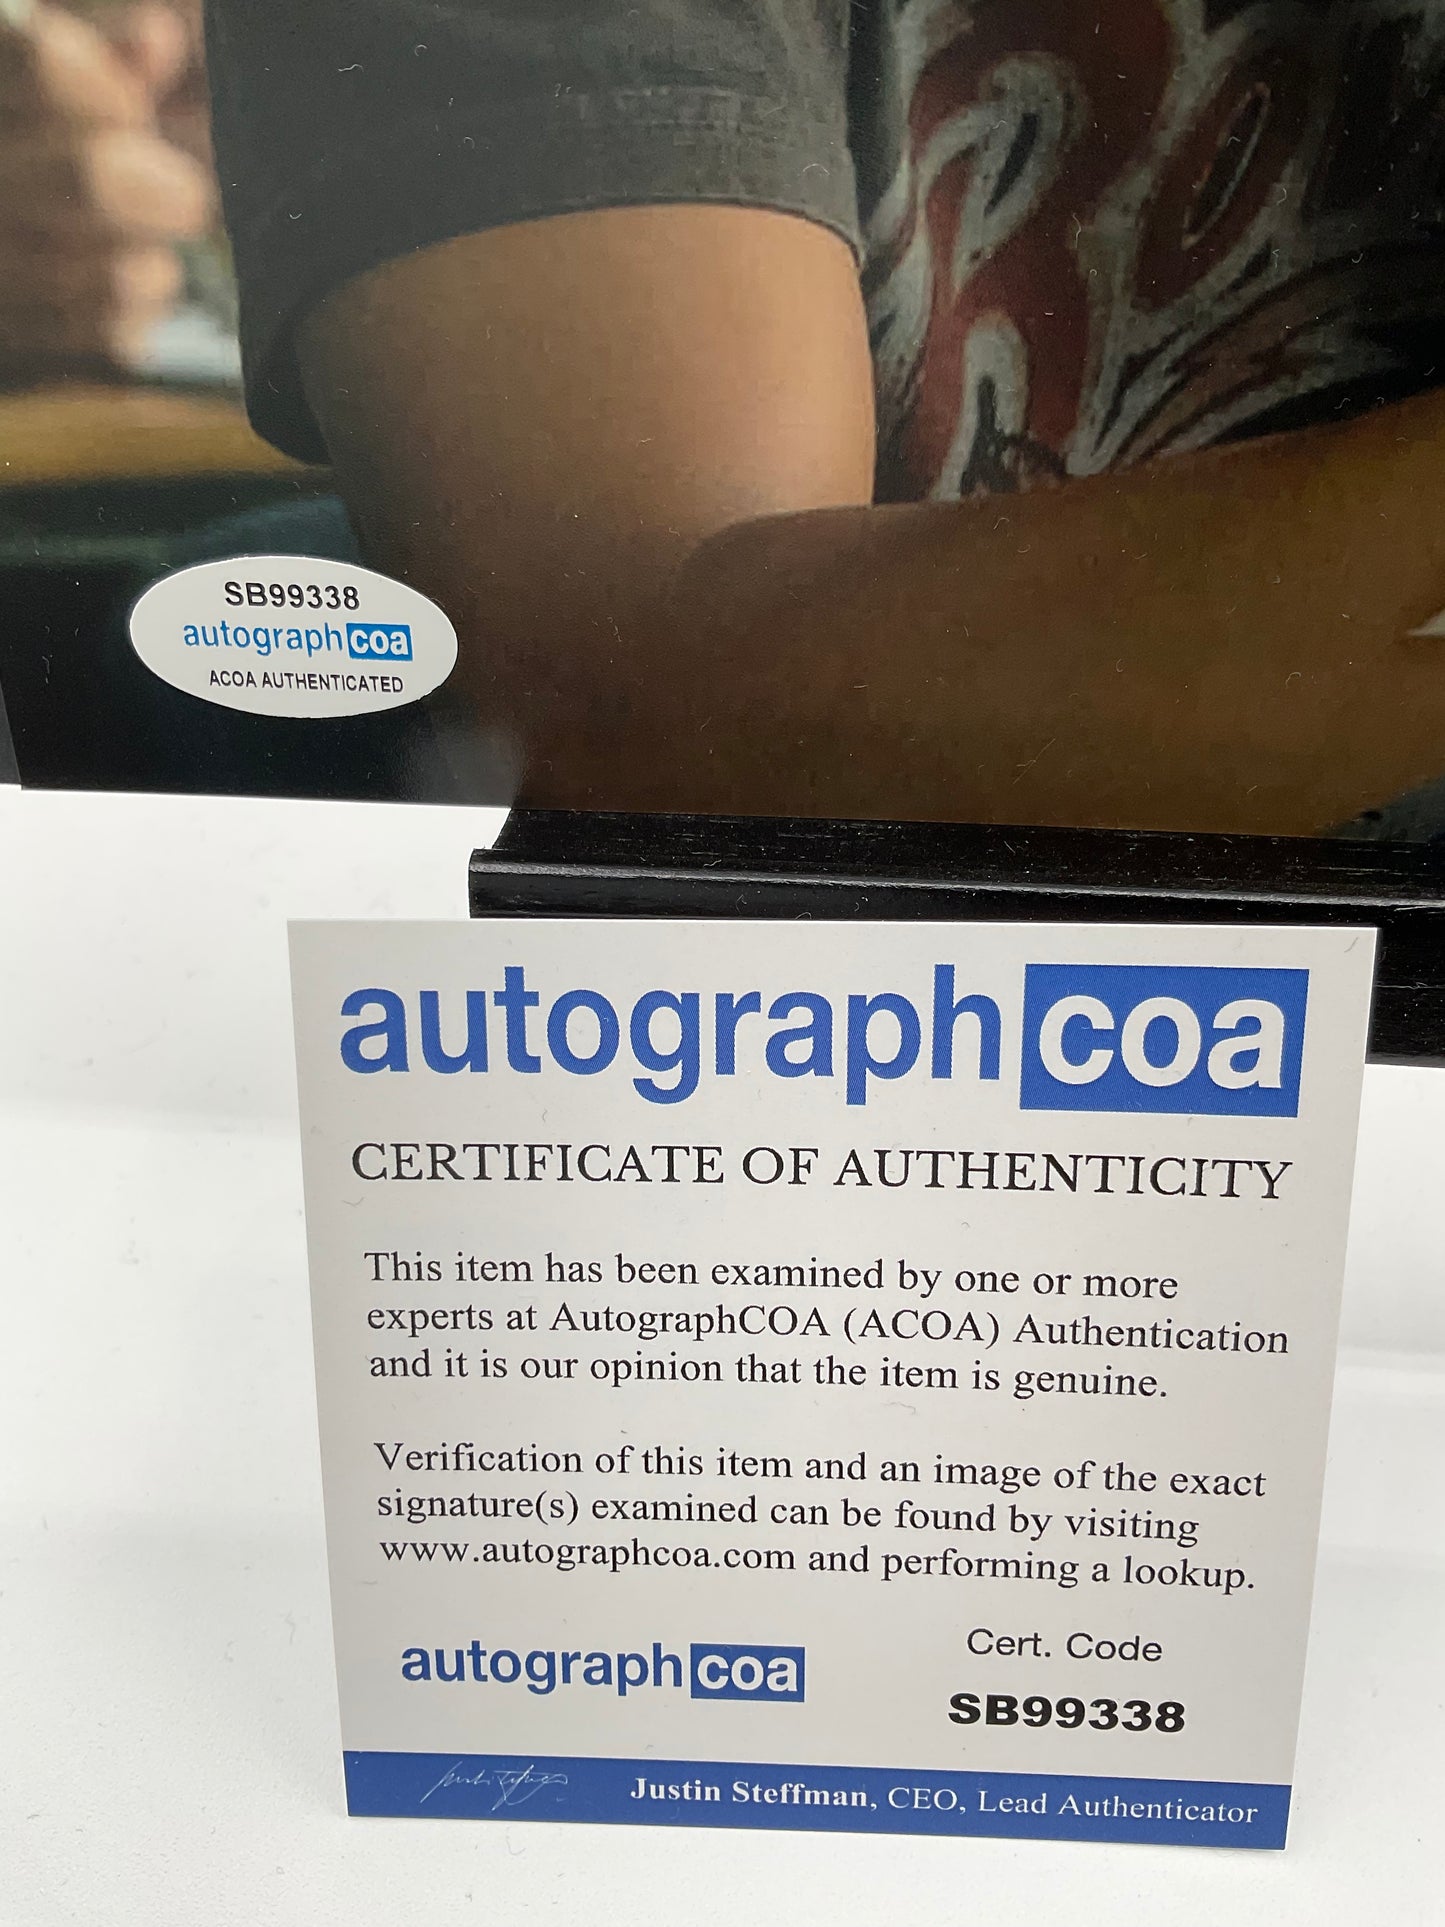 SB99338
autographcoa
ACOA AUTHENTICATED
autographcoa
CERTIFICATE OF AUTHENTICITY
This item has been examined by one or more
experts at AutographCOA (ACOA) Authentication
and it is our opinion that the item is genuine.
Verification of this item and an image of the exact
signature(s) examined can be found by visiting
www.autographcoa.com and performing a lookup.
autographcoa
Cert. Code
SB99338
Justin Steffman, CEO, Lead Authenticator